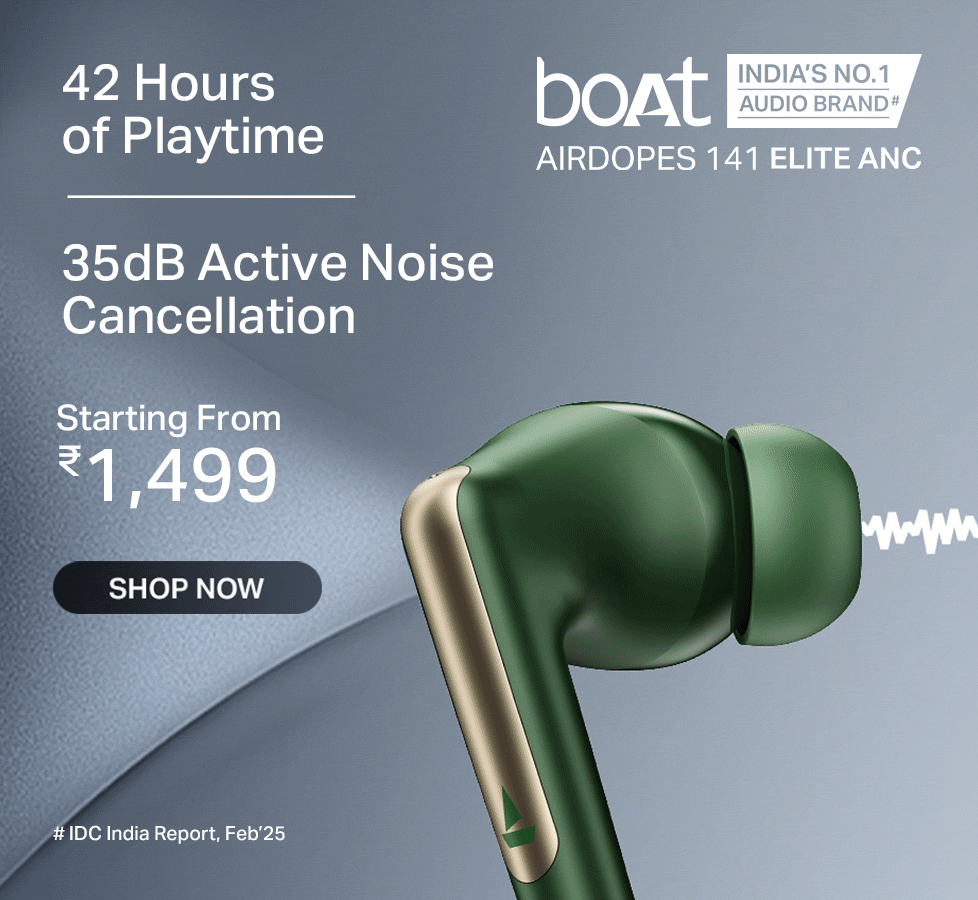 42 Hours
of Playtime
35dB Active Noise
Cancellation
Starting From
₹1,499
SHOP NOW
# IDC India Report, Feb'25
boAt
INDIA'S NO.1
AUDIO BRAND#
AIRDOPES 141 ELITE ANC